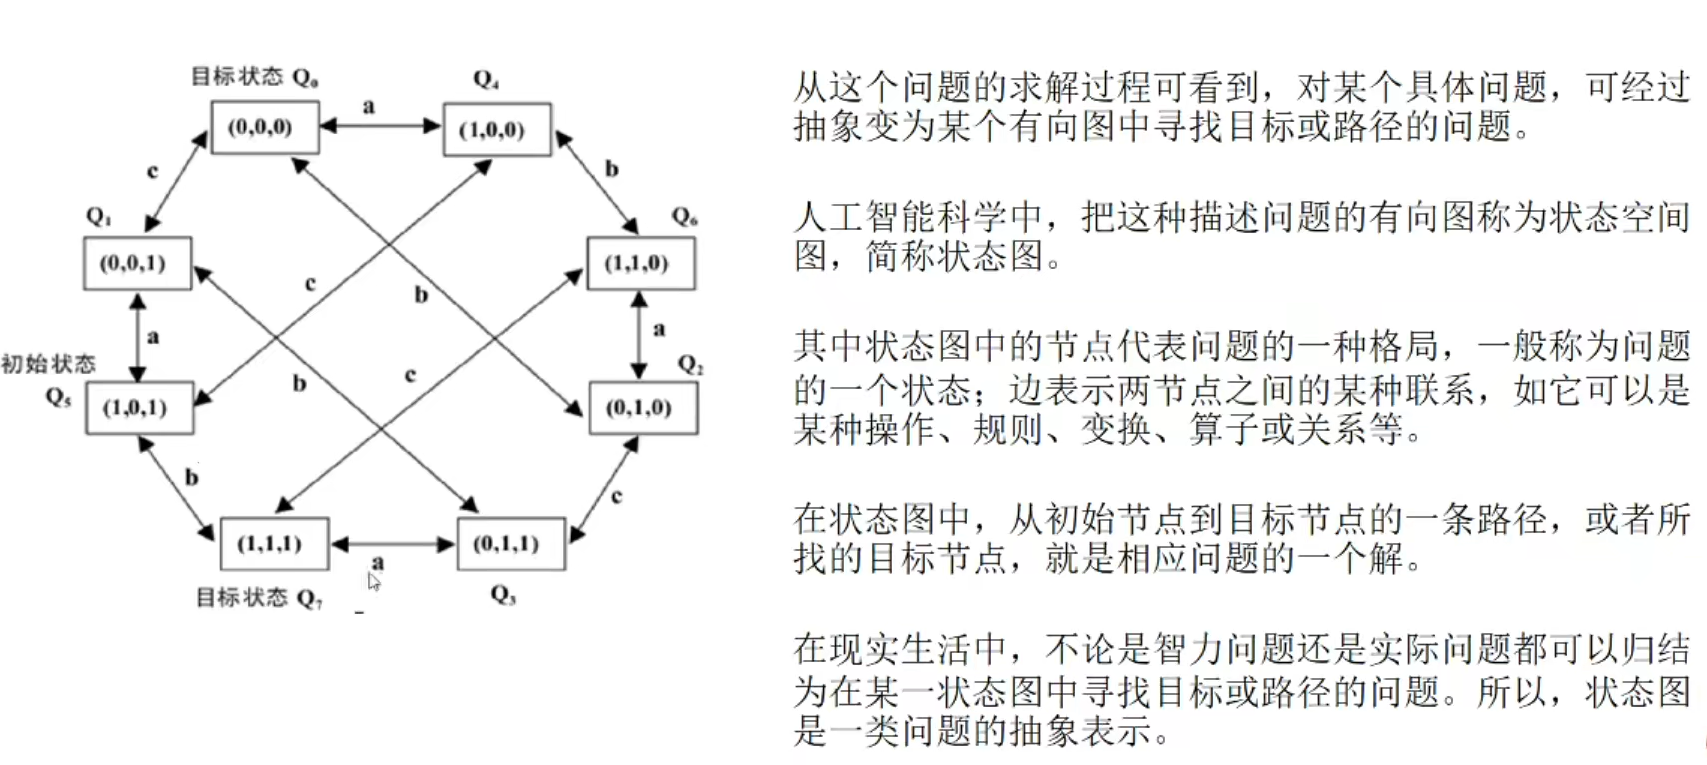 目标状态 Q₀
Q₄
(0,0,0)
a
(1,0,0)
c
b
Q₁
Q₆
(0,0,1)
(1,1,0)
c
b
a
a
初始状态
Q₅
Q₂
(1,0,1)
b
c
(0,1,0)
b
c
(1,1,1)
a
(0,1,1)
目标状态 Q₇
Q₃
从这个问题的求解过程可看到，对某个具体问题，可经过
抽象变为某个有向图中寻找目标或路径的问题。
人工智能科学中，把这种描述问题的有向图称为状态空间
图，简称状态图。
其中状态图中的节点代表问题的一种格局，一般称为问题
的一个状态；边表示两节点之间的某种联系，如它可以是
某种操作、规则、变换、算子或关系等。
在状态图中，从初始节点到目标节点的一条路径，或者所
找的目标节点，就是相应问题的一个解。
在现实生活中，不论是智力问题还是实际问题都可以归结
为在某一状态图中寻找目标或路径的问题。所以，状态图
是一类问题的抽象表示。